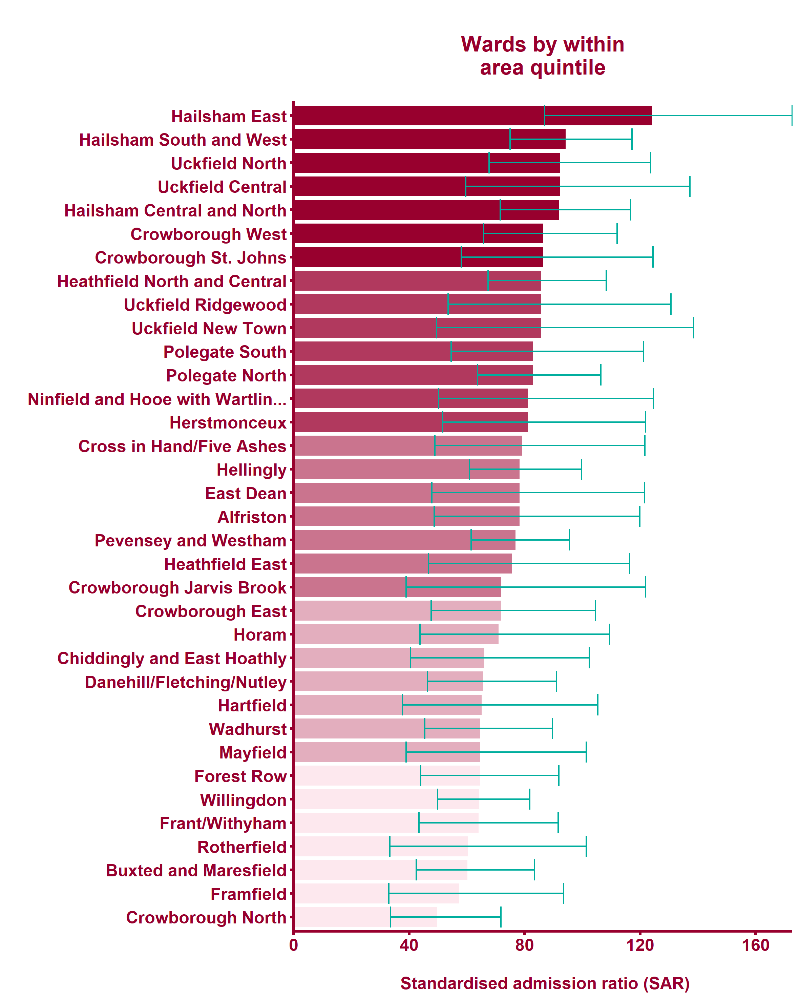 Wards by within
area quintile
Hailsham East
Hailsham South and West
Uckfield North
Uckfield Central
Hailsham Central and North
Crowborough West
Crowborough St. Johns
Heathfield North and Central
Uckfield Ridgewood
Uckfield New Town
Polegate South
Polegate North
Ninfield and Hooe with Wartlin...
Herstmonceux
Cross in Hand/Five Ashes
Hellingly
East Dean
Alfriston
Pevensey and Westham
Heathfield East
Crowborough Jarvis Brook
Crowborough East
Horam
Chiddingly and East Hoathly
Danehill/Fletching/Nutley
Hartfield
Wadhurst
Mayfield
Forest Row
Willingdon
Frant/Withyham
Rotherfield
Buxted and Maresfield
Framfield
Crowborough North
0 40 80 120 160
Standardised admission ratio (SAR)